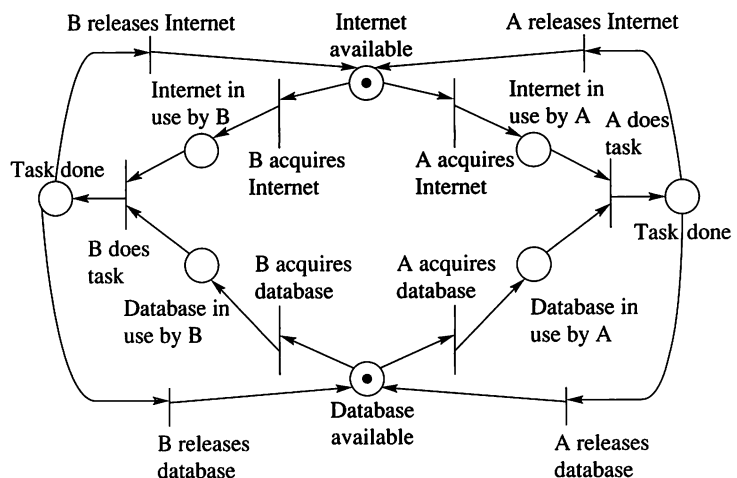 B releases Internet
Internet
available
A releases Internet
Internet in
use by B
Internet in
use by A
A does
task
B acquires
Internet
A acquires
Internet
Task done
Task done
B does
task
B acquires
database
A acquires
database
Database in
use by B
Database in
use by A
Database
available
B releases
database
A releases
database